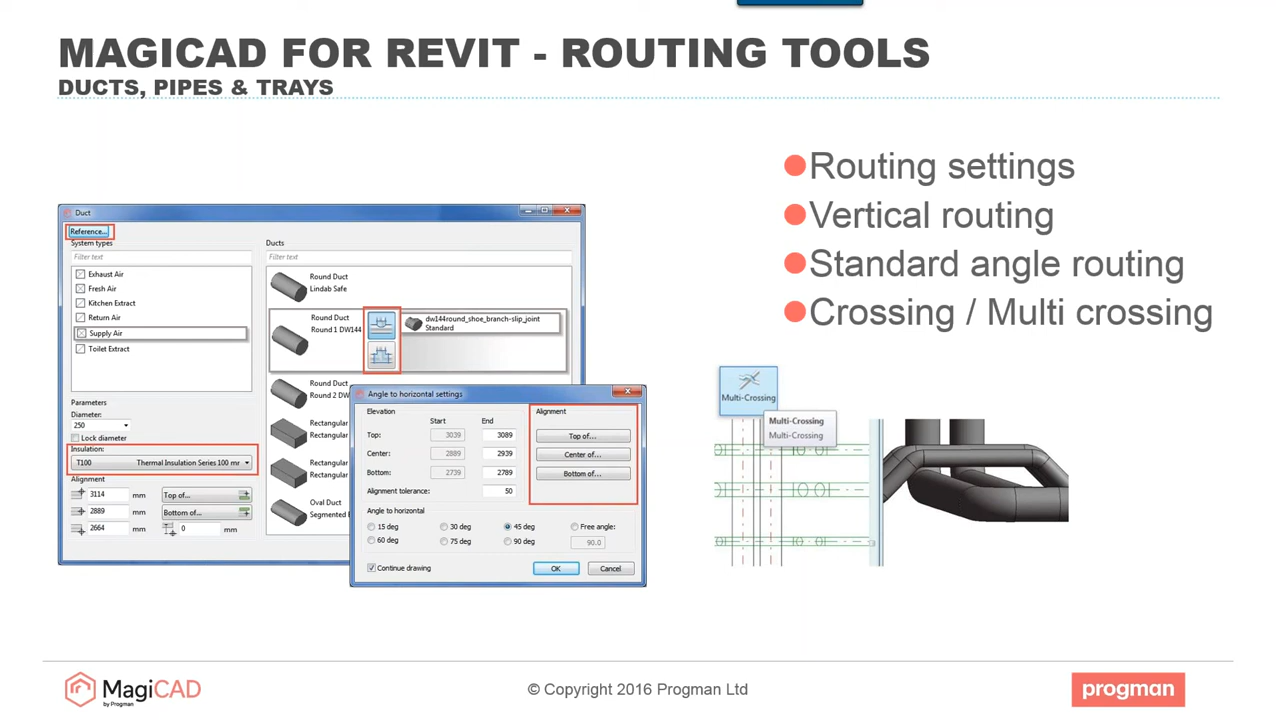 MAGICAD FOR REVIT - ROUTING TOOLS
DUCTS, PIPES & TRAYS
Routing settings
Vertical routing
Standard angle routing
Crossing / Multi crossing
Duct
Reference...
System types
Filter text
Exhaust Air
Fresh Air
Kitchen Extract
Return Air
Supply Air
Toilet Extract
Parameters
Diameter:
250
Lock diameter
Insulation:
T100 Thermal Insulation Series 100 mr
Alignment
3114 mm Top of...
2889 mm Bottom of...
2664 mm 0 mm
Ducts
Filter text
Round Duct
Lindab Safe
Round Duct
Round 1 DW144
dw144round_shoe_branch-slip_joint
Standard
Round Duct
Round 2 DW
Rectangular
Rectangular
Rectangular
Rectangular
Oval Duct
Segmented E
Angle to horizontal settings
Elevation
Start End
Top: 3039 3089
Center: 2889 2939
Bottom: 2739 2789
Alignment tolerance: 50
Alignment
Top of...
Center of...
Bottom of...
Angle to horizontal
15 deg 30 deg 45 deg Free angle:
60 deg 75 deg 90 deg 90.0
Continue drawing OK Cancel
Multi-Crossing
Multi-Crossing
Multi-Crossing
MagiCAD
by Progman
© Copyright 2016 Progman Ltd
progman